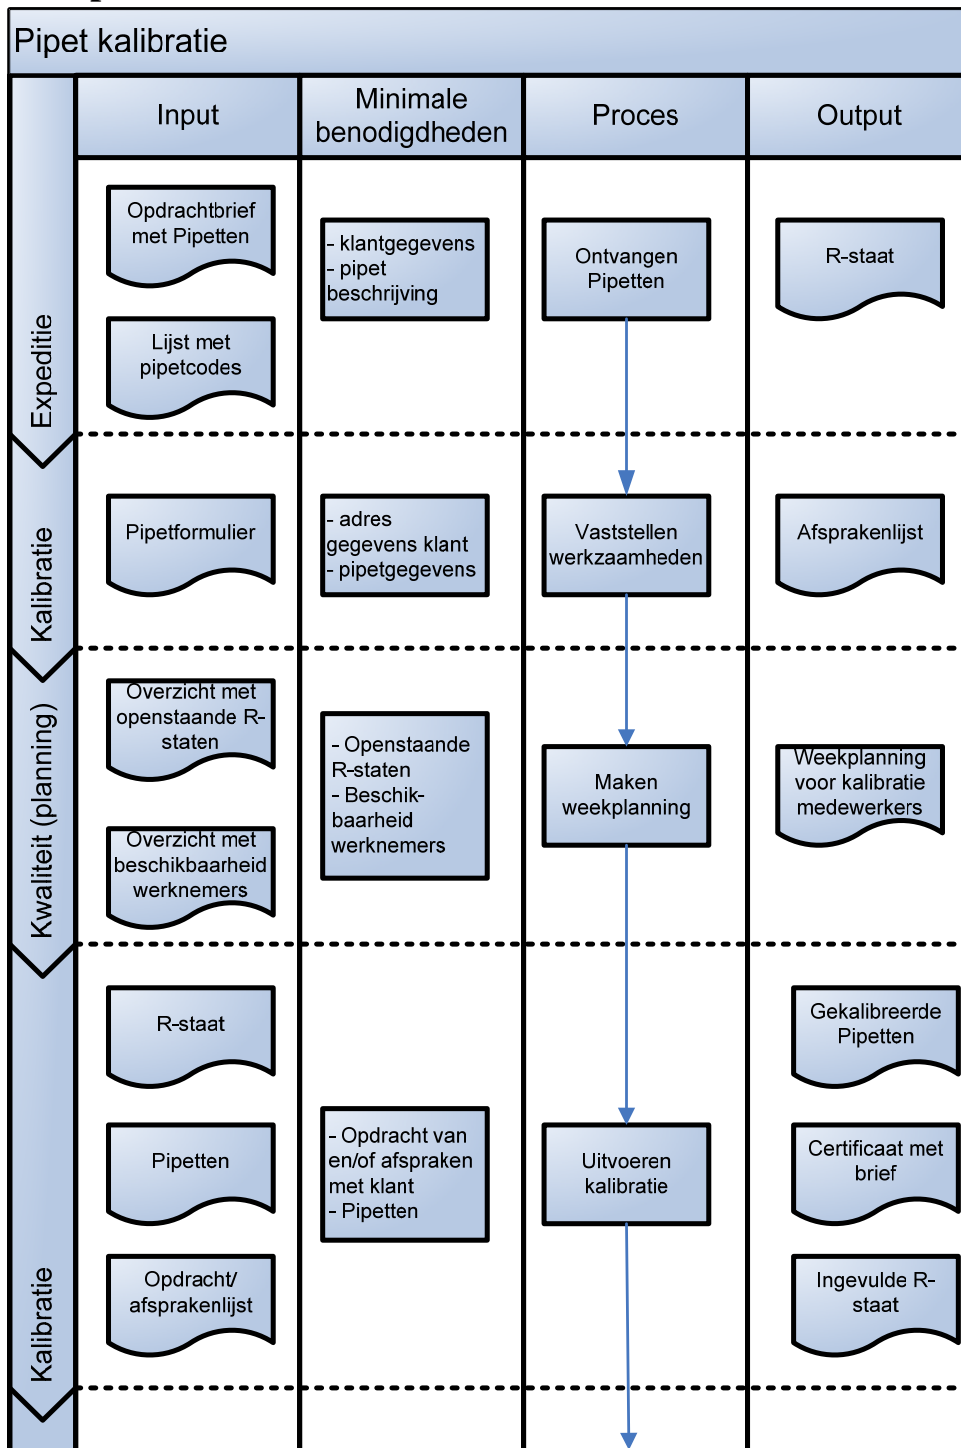 Pipet kalibratie
Input
Minimale
benodigdheden
Proces
Output
Expeditie
Opdrachtbrief
met Pipetten
Lijst met
pipetcodes
- klantgegevens
- pipet
beschrijving
Ontvangen
Pipetten
R-staat
Kalibratie
Pipetformulier
- adres
gegevens klant
- pipetgegevens
Vaststellen
werkzaamheden
Afsprakenlijst
Kwaliteit (planning)
Overzicht met
openstaande R-
staten
Overzicht met
beschikbaarheid
werknemers
- Openstaande
R-staten
- Beschik-
baarheid
werknemers
Maken
weekplanning
Weekplanning
voor kalibratie
medewerkers
Kalibratie
R-staat
Pipetten
Opdracht/
afsprakenlijst
- Opdracht van
en/of afspraken
met klant
- Pipetten
Uitvoeren
kalibratie
Gekalibreerde
Pipetten
Certificaat met
brief
Ingevulde R-
staat